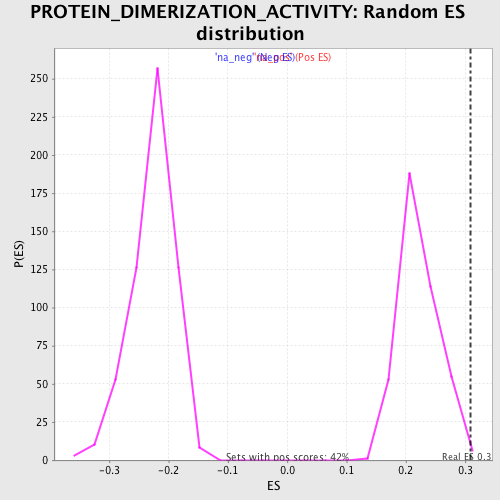 PROTEIN_DIMERIZATION_ACTIVITY: Random ES
distribution
'na_neg' (Neg ES)
(Pos ES)
250
225
200
175
150
125
100
75
50
25
0
P(ES)
Sets with pos scores: 42%
Real ES 0.3
-0.3
-0.2
-0.1
0.0
0.1
0.2
0.3
ES